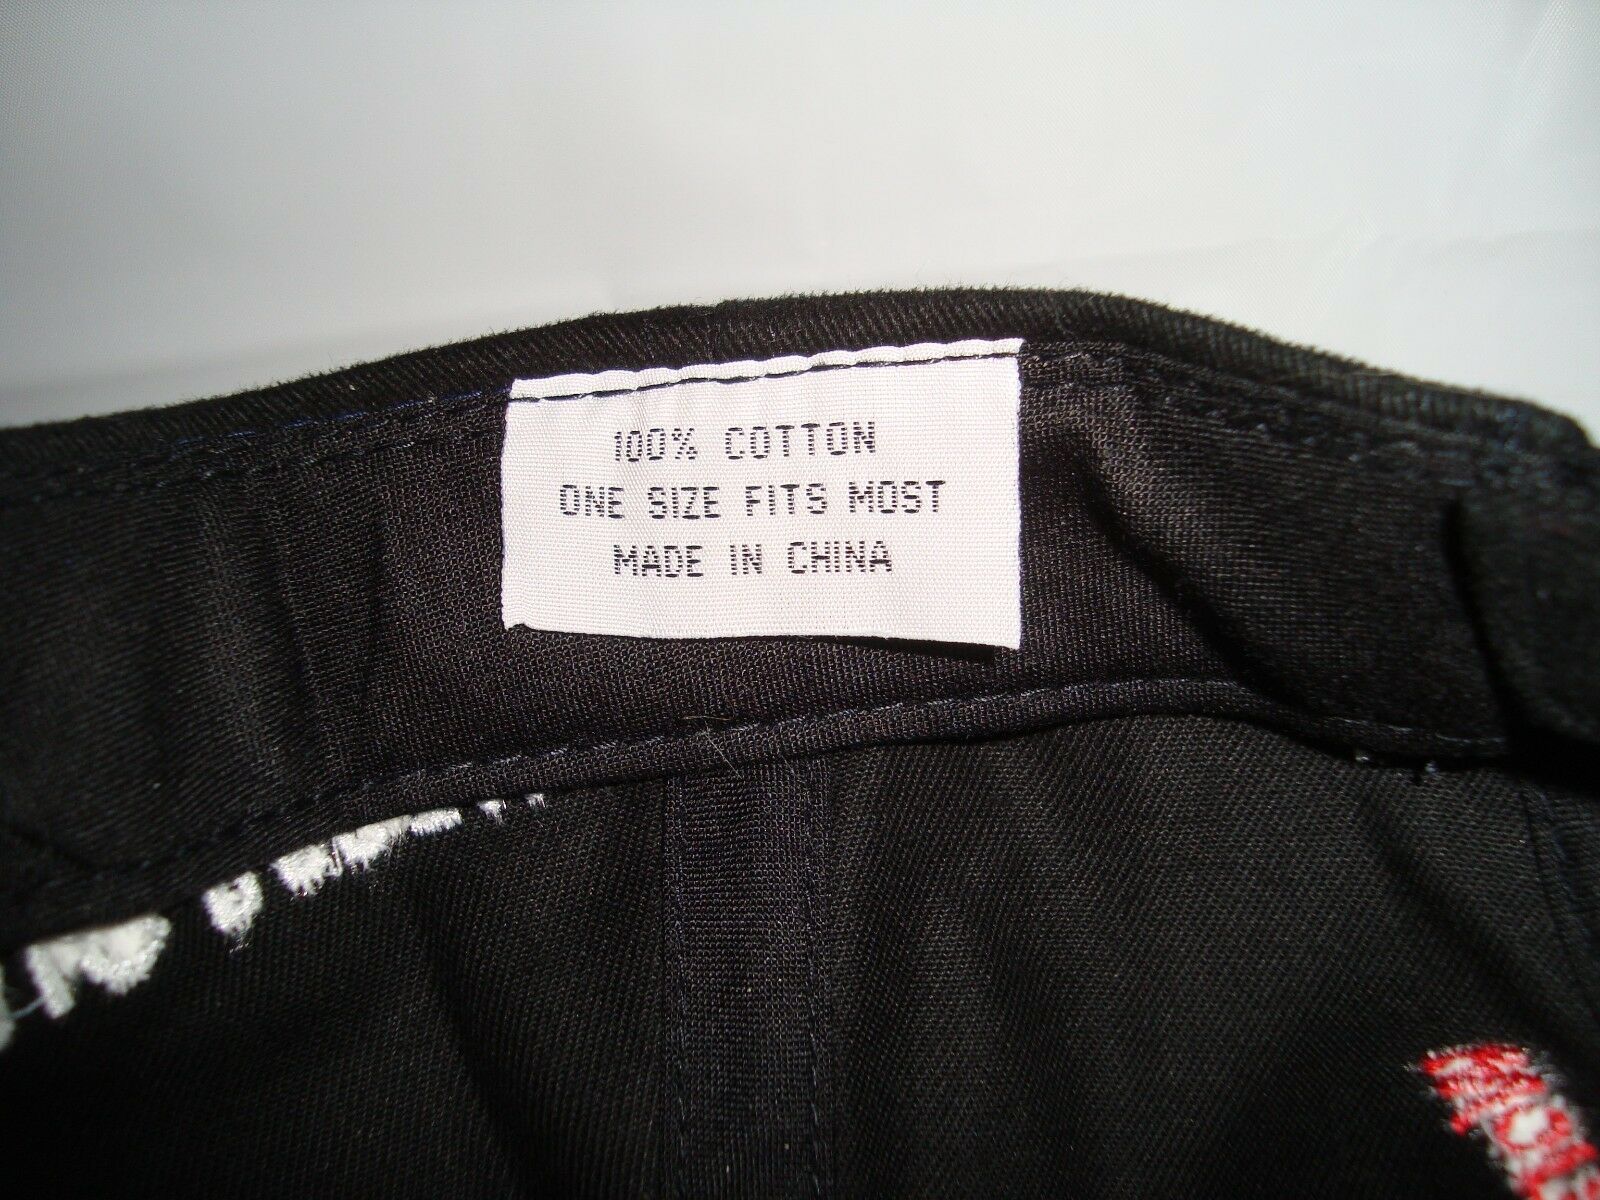 100% COTTON
ONE SIZE FITS MOST
MADE IN CHINA